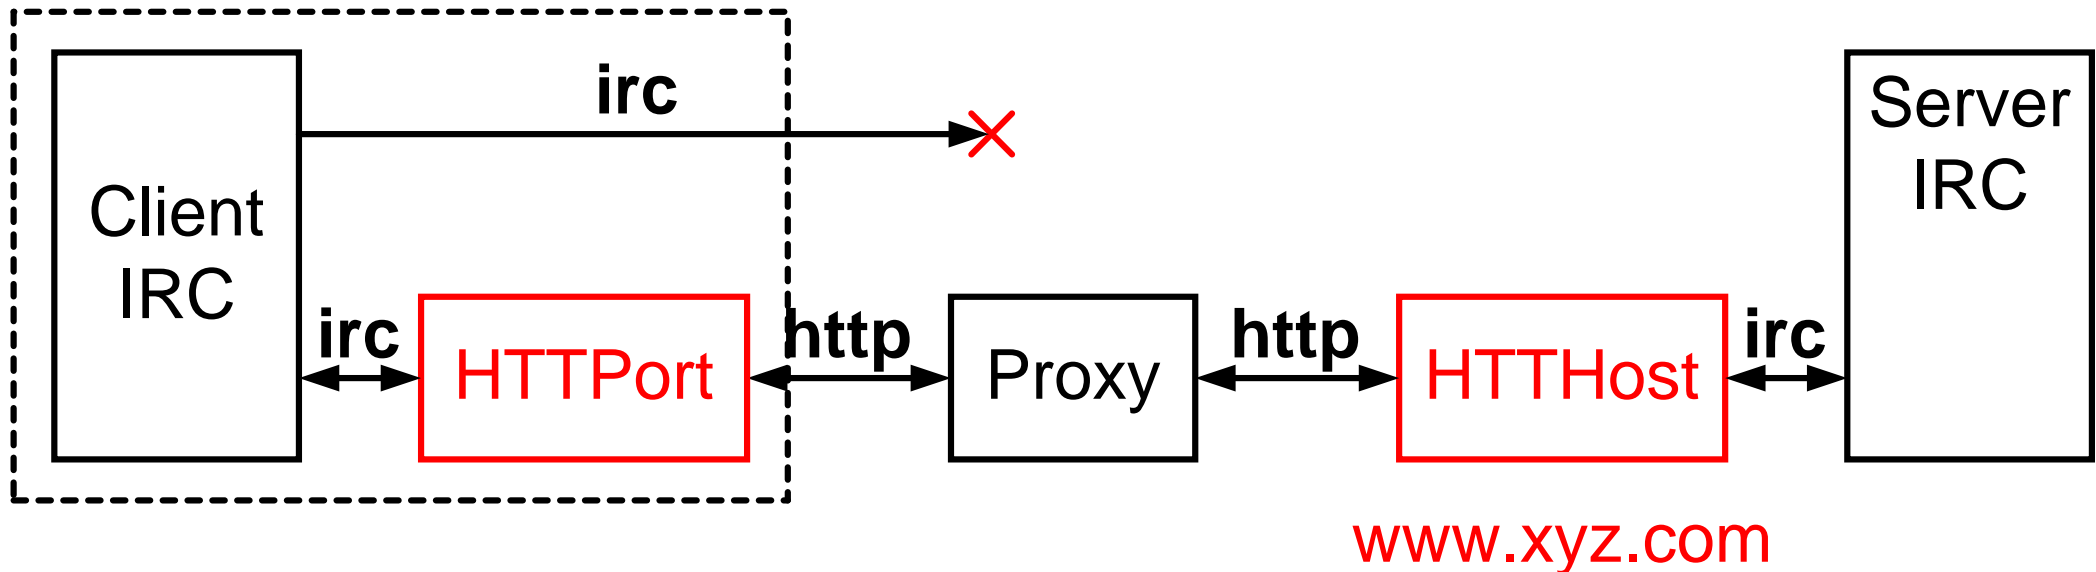 irc
Server
IRC
Client
IRC
irc
HTTPort
http
Proxy
http
HTTHost
irc
www.xyz.com